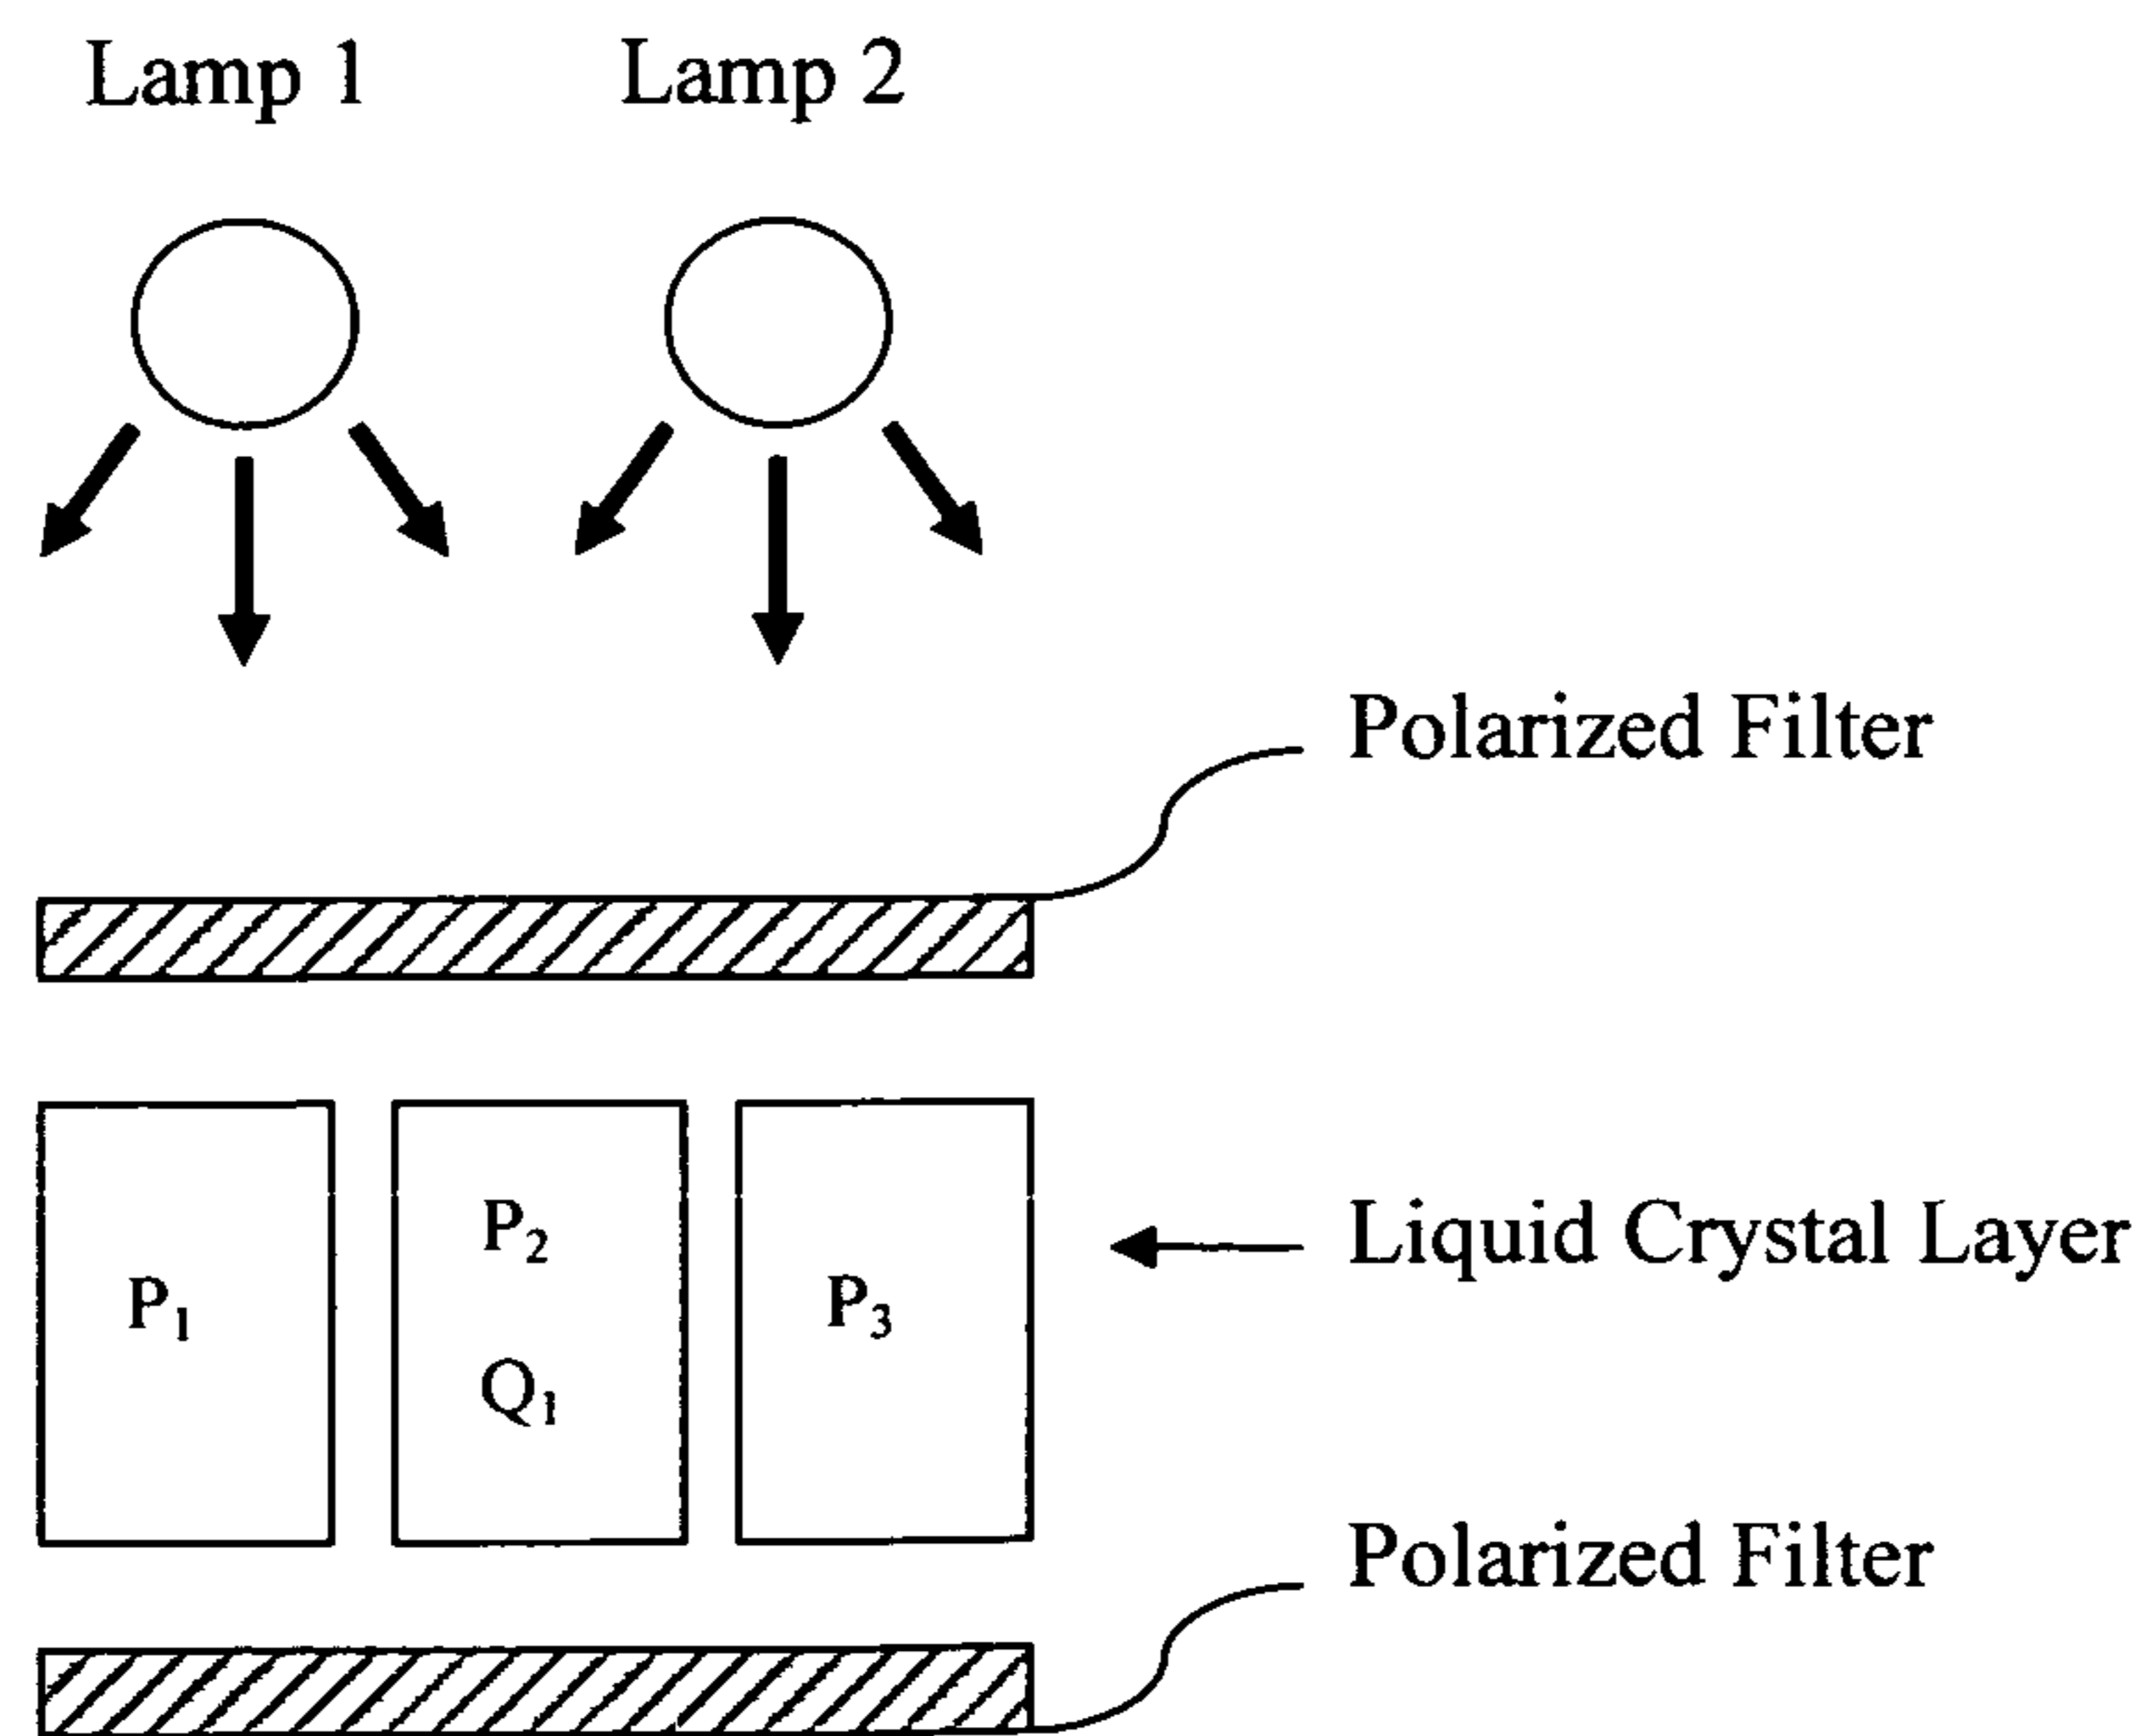 Lamp 1 Lamp 2
Polarized Filter
P₂
P₁ P₃ Liquid Crystal Layer
Q₁
Polarized Filter